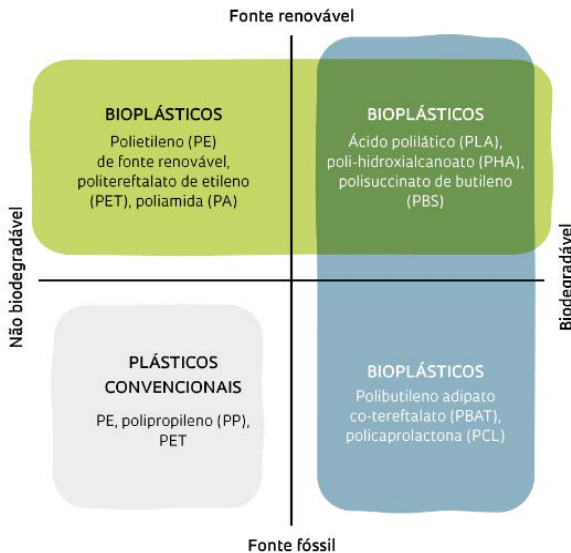 Fonte renovável
BIOPLÁSTICOS
Polietileno (PE)
de fonte renovável,
politereftalato de etileno
(PET), poliamida (PA)
BIOPLÁSTICOS
Ácido polilático (PLA),
poli-hidroxialcanoato (PHA),
polisuccinato de butileno
(PBS)
Não biodegradável
Biodegradável
PLÁSTICOS
CONVENCIONAIS
PE, polipropileno (PP),
PET
BIOPLÁSTICOS
Polibutileno adipato
co-tereftalato (PBAT),
policaprolactona (PCL)
Fonte fóssil